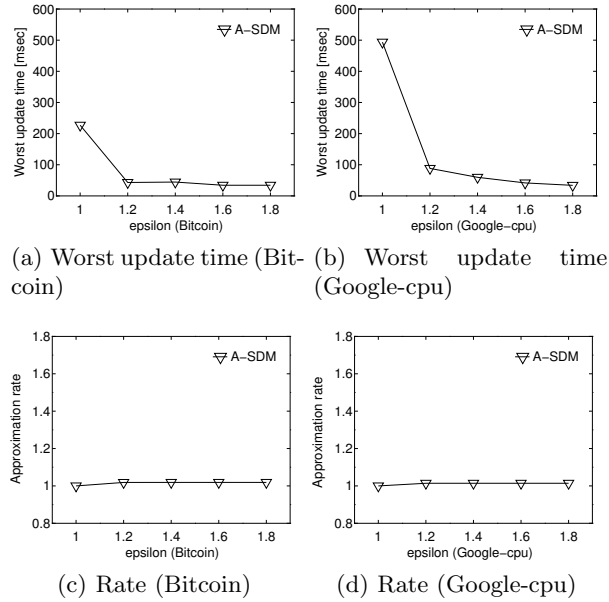 600
500
400
300
200
100
0
Worst update time [msec]
A-SDM
1 1.2 1.4 1.6 1.8
epsilon (Bitcoin)
600
500
400
300
200
100
0
Worst update time [msec]
A-SDM
1 1.2 1.4 1.6 1.8
epsilon (Google-cpu)
(a) Worst update time (Bit-
coin)
(b) Worst update time
(Google-cpu)
1.8
1.6
1.4
1.2
1
0.8
Approximation rate
A-SDM
1 1.2 1.4 1.6 1.8
epsilon (Bitcoin)
1.8
1.6
1.4
1.2
1
0.8
Approximation rate
A-SDM
1 1.2 1.4 1.6 1.8
epsilon (Google-cpu)
(c) Rate (Bitcoin)
(d) Rate (Google-cpu)